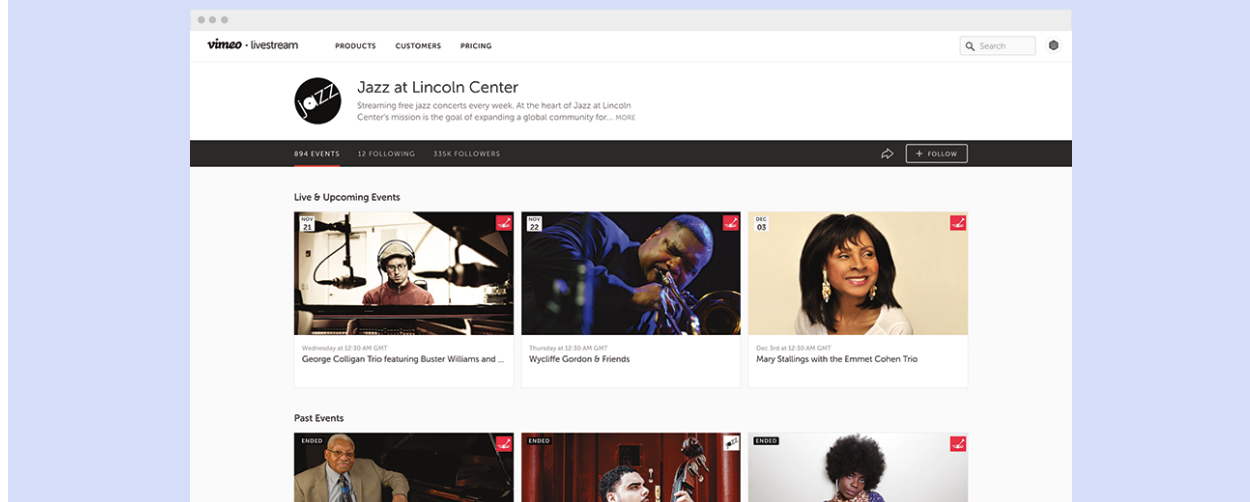 vimeo · livestream PRODUCTS CUSTOMERS PRICING Search
jazz
Jazz at Lincoln Center
Streaming free jazz concerts every week. At the heart of Jazz at Lincoln
Center's mission is the goal of expanding a global community for... MORE
894 EVENTS 12 FOLLOWING 335K FOLLOWERS + FOLLOW
Live & Upcoming Events
NOV
21
NOV
22
DEC
03
Wednesday at 12:30 AM GMT
George Colligan Trio featuring Buster Williams and ...
Thursday at 12:30 AM GMT
Wycliffe Gordon & Friends
Dec 3rd at 12:30 AM GMT
Mary Stallings with the Emmet Cohen Trio
Past Events
ENDED
ENDED
jazz
ENDED